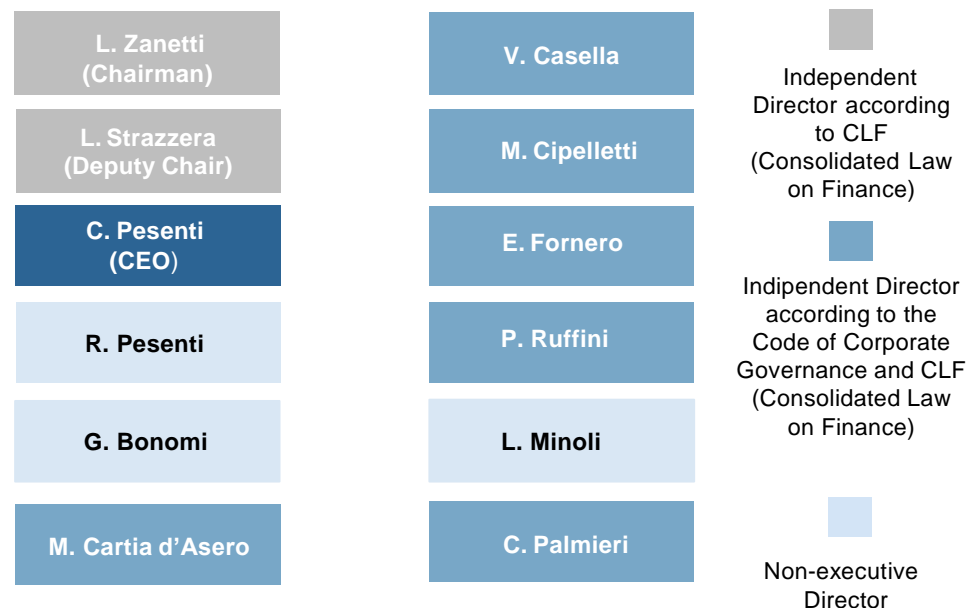 L. Zanetti
(Chairman)
L. Strazzera
(Deputy Chair)
C. Pesenti
(CEO)
R. Pesenti
G. Bonomi
M. Cartia d’Asero
V. Casella
M. Cipelletti
E. Fornero
P. Ruffini
L. Minoli
C. Palmieri
Independent
Director according
to CLF
(Consolidated Law
on Finance)
Indipendent Director
according to the
Code of Corporate
Governance and CLF
(Consolidated Law
on Finance)
Non-executive
Director